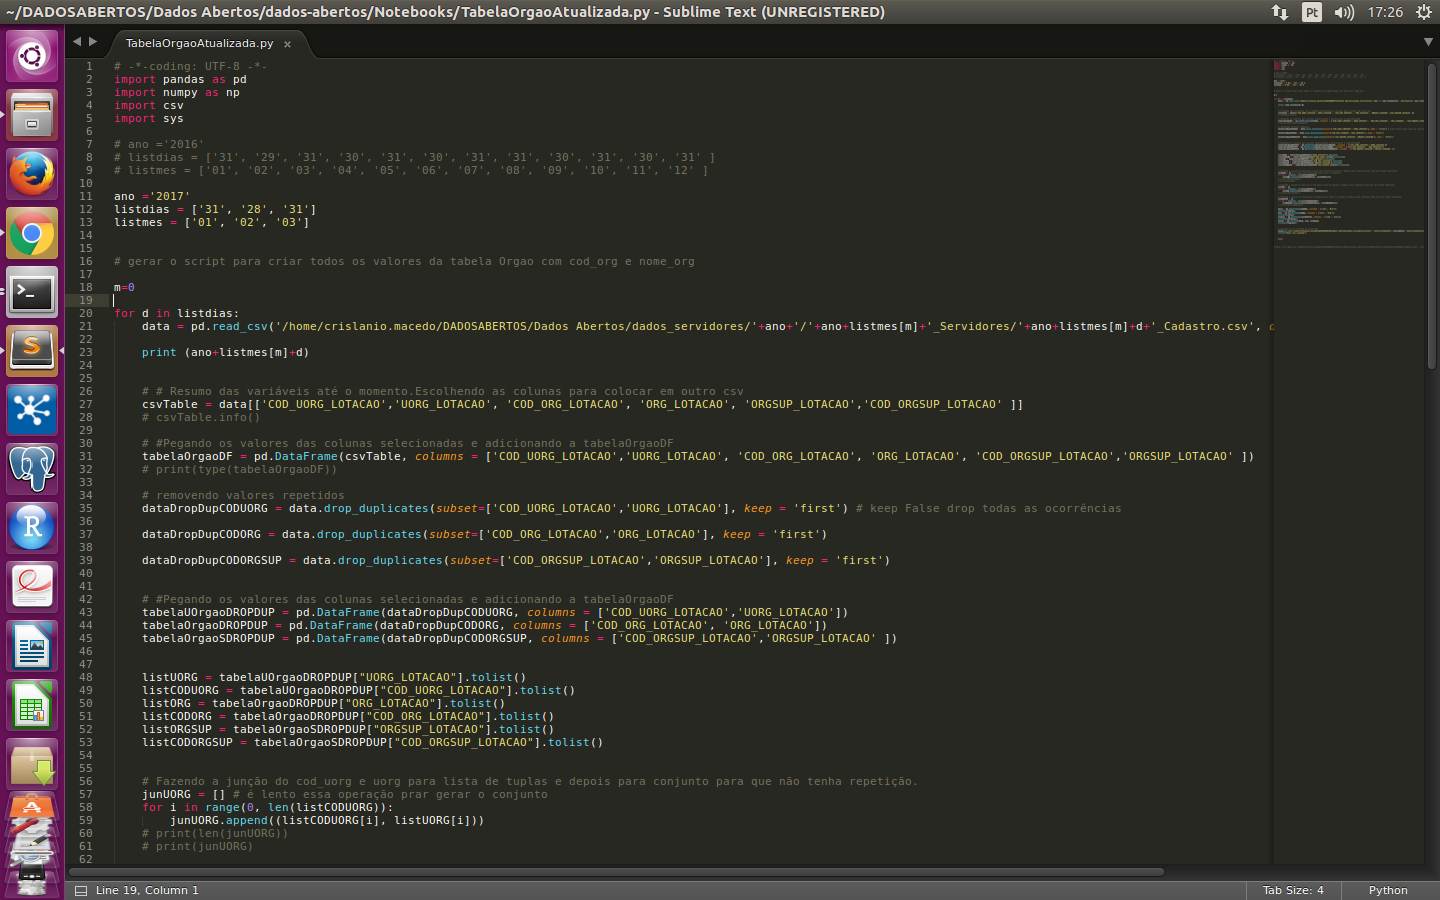 ~/DADOSABERTOS/Dados Abertos/dados-abertos/Notebooks/TabelaOrgaoAtualizada.py - Sublime Text (UNREGISTERED)
Pt 17:26
TabelaOrgaoAtualizada.py ×
1 # -*-coding: UTF-8 -*-
2 import pandas as pd
3 import numpy as np
4 import csv
5 import sys
6
7 # ano ='2016'
8 # listdias = ['31', '29', '31', '30', '31', '30', '31', '31', '30', '31', '30', '31' ]
9 # listmes = ['01', '02', '03', '04', '05', '06', '07', '08', '09', '10', '11', '12' ]
10
11 ano ='2017'
12 listdias = ['31', '28', '31']
13 listmes = ['01', '02', '03']
14
15
16 # gerar o script para criar todos os valores da tabela Orgao com cod_org e nome_org
17
18 m=0
19
20 for d in listdias:
21 data = pd.read_csv('/home/crislanio.macedo/DADOSABERTOS/Dados Abertos/dados_servidores/'+ano+'/'+ano+listmes[m]+'_Servidores/'+ano+listmes[m]+d+'_Cadastro.csv',
22
23 print (ano+listmes[m]+d)
24
25
26 # # Resumo das variáveis até o momento.Escolhendo as colunas para colocar em outro csv
27 csvTable = data[['COD_UORG_LOTACAO','UORG_LOTACAO', 'COD_ORG_LOTACAO', 'ORG_LOTACAO', 'ORGSUP_LOTACAO','COD_ORGSUP_LOTACAO' ]]
28 # csvTable.info()
29
30 # #Pegando os valores das colunas selecionadas e adicionando a tabelaOrgaoDF
31 tabelaOrgaoDF = pd.DataFrame(csvTable, columns = ['COD_UORG_LOTACAO','UORG_LOTACAO', 'COD_ORG_LOTACAO', 'ORG_LOTACAO', 'COD_ORGSUP_LOTACAO','ORGSUP_LOTACAO' ])
32 # print(type(tabelaOrgaoDF))
33
34 # removendo valores repetidos
35 dataDropDupCODUORG = data.drop_duplicates(subset=['COD_UORG_LOTACAO','UORG_LOTACAO'], keep = 'first') # keep False drop todas as ocorrências
36
37 dataDropDupCODORG = data.drop_duplicates(subset=['COD_ORG_LOTACAO','ORG_LOTACAO'], keep = 'first')
38
39 dataDropDupCODORGSUP = data.drop_duplicates(subset=['COD_ORGSUP_LOTACAO','ORGSUP_LOTACAO'], keep = 'first')
40
41
42 # #Pegando os valores das colunas selecionadas e adicionando a tabelaOrgaoDF
43 tabelaUOrgaoDROPDUP = pd.DataFrame(dataDropDupCODUORG, columns = ['COD_UORG_LOTACAO','UORG_LOTACAO'])
44 tabelaOrgaoDROPDUP = pd.DataFrame(dataDropDupCODORG, columns = ['COD_ORG_LOTACAO', 'ORG_LOTACAO'])
45 tabelaOrgaoSDROPDUP = pd.DataFrame(dataDropDupCODORGSUP, columns = ['COD_ORGSUP_LOTACAO','ORGSUP_LOTACAO' ])
46
47
48 listUORG = tabelaUOrgaoDROPDUP["UORG_LOTACAO"].tolist()
49 listCODUORG = tabelaUOrgaoDROPDUP["COD_UORG_LOTACAO"].tolist()
50 listORG = tabelaOrgaoDROPDUP["ORG_LOTACAO"].tolist()
51 listCODORG = tabelaOrgaoDROPDUP["COD_ORG_LOTACAO"].tolist()
52 listORGSUP = tabelaOrgaoSDROPDUP["ORGSUP_LOTACAO"].tolist()
53 listCODORGSUP = tabelaOrgaoSDROPDUP["COD_ORGSUP_LOTACAO"].tolist()
54
55
56 # Fazendo a junção do cod_uorg e uorg para lista de tuplas e depois para conjunto para que não tenha repetição.
57 junUORG = [] # é lento essa operação prar gerar o conjunto
58 for i in range(0, len(listCODUORG)):
59 junUORG.append((listCODUORG[i], listUORG[i]))
60 # print(len(junUORG))
61 # print(junUORG)
62
Line 19, Column 1
Tab Size: 4
Python